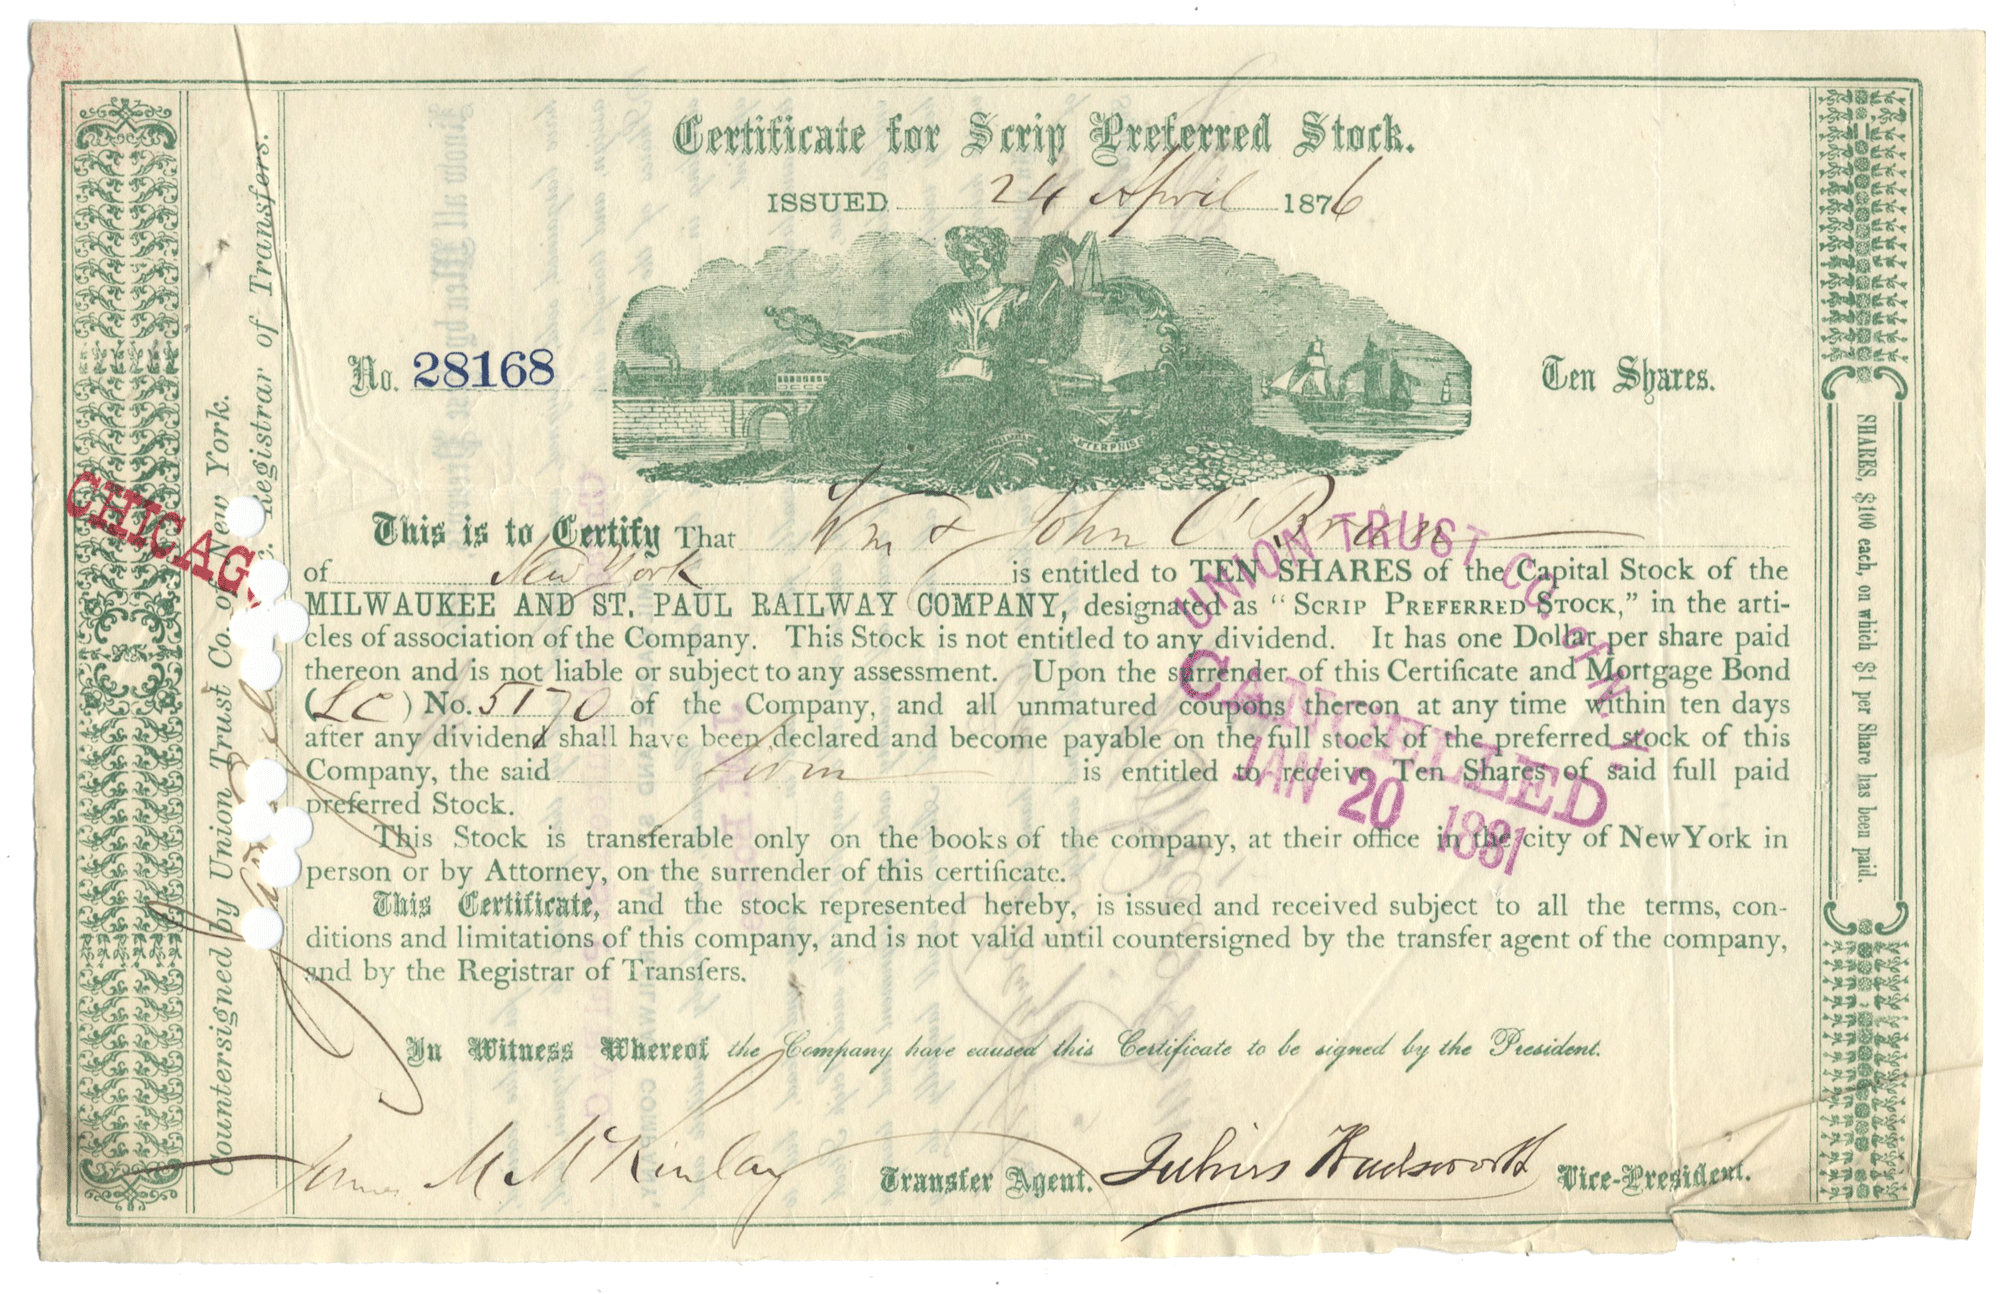 Certificate for Scrip Preferred Stock.
ISSUED 24 April 1876
No. 28168
Ten Shares.
ENTERPRISE
This is to Certify That Wm & John O'Brien
of New York is entitled to TEN SHARES of the Capital Stock of the
MILWAUKEE AND ST. PAUL RAILWAY COMPANY, designated as "SCRIP PREFERRED STOCK," in the arti-
cles of association of the Company. This Stock is not entitled to any dividend. It has one Dollar per share paid
thereon and is not liable or subject to any assessment. Upon the surrender of this Certificate and Mortgage Bond
(LC) No. 5170 of the Company, and all unmatured coupons thereon at any time within ten days
after any dividend shall have been declared and become payable on the full stock of the preferred stock of this
Company, the said firm is entitled to receive Ten Shares of said full paid
preferred Stock.
This Stock is transferable only on the books of the company, at their office in the city of New York in
person or by Attorney, on the surrender of this certificate.
This Certificate, and the stock represented hereby, is issued and received subject to all the terms, con-
ditions and limitations of this company, and is not valid until countersigned by the transfer agent of the company,
and by the Registrar of Transfers.
In Witness Whereof the Company have caused this Certificate to be signed by the President.
James M McKinlay Transfer Agent. Julius Wadsworth Vice-President.
Countersigned by Union Trust Co. of New York.
Registrar of Transfers.
CHICAG
UNION TRUST CO. OF N.Y.
CANCELLED
JAN 20 1881
SHARES, $100 each, on which $1 per Share has been paid.